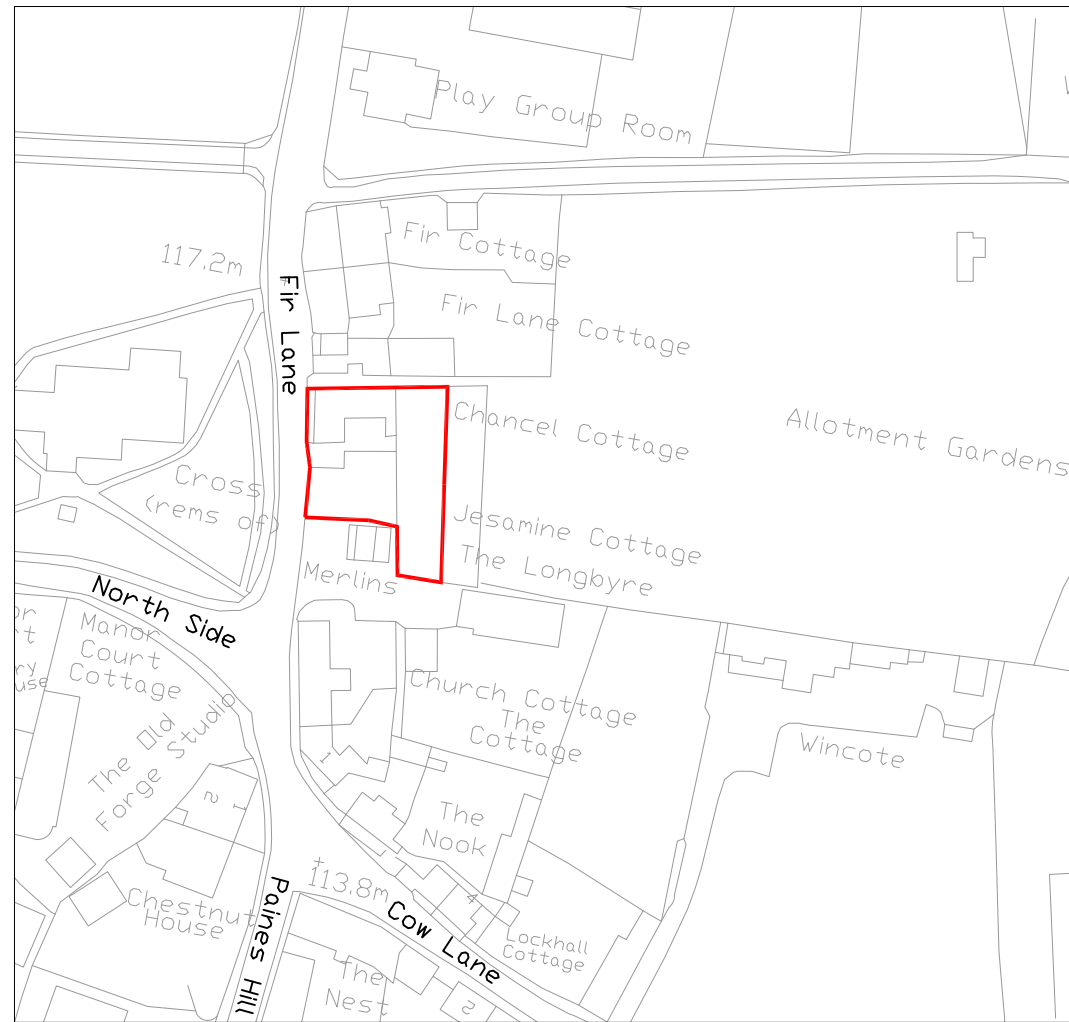 Play Group Room
Fir Cottage
117.2m
Fir Lane
Fir Lane Cottage
Chancel Cottage
Allotment Gardens
Cross
(rems of)
Jesamine Cottage
The Longbyre
Merlins
North Side
Manor
Court
Cottage
Church Cottage
The
Cottage
The Old
Forge Studio
Wincote
1
2
1
The
Nook
113.8m
4
Chestnut
House
Paines Hill
Cow Lane
Lockhall
Cottage
The
Nest
2